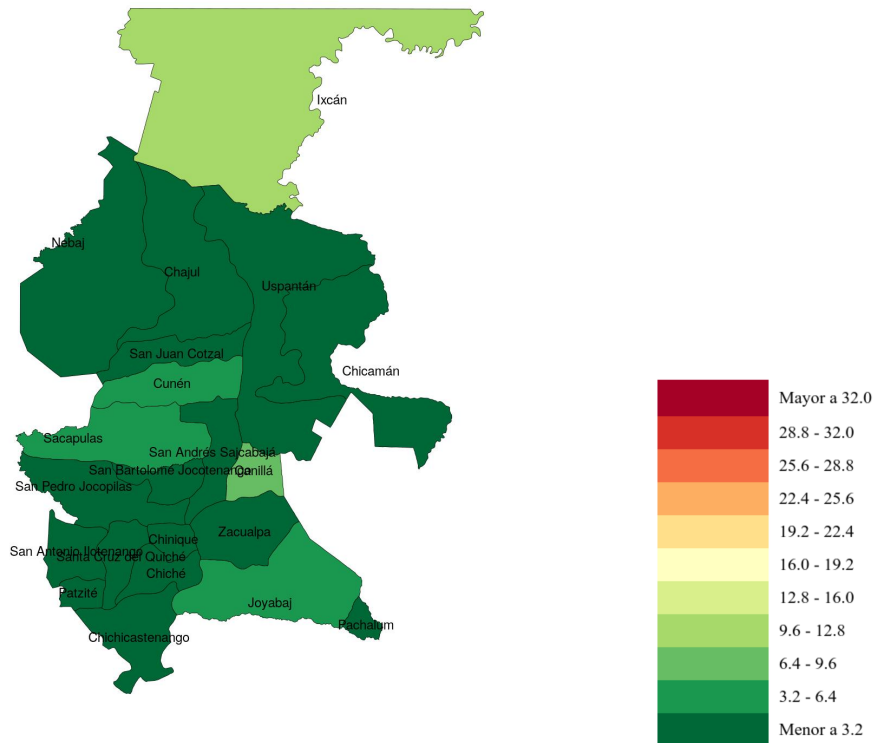 Ixcán
Nebaj
Chajul
Uspantán
San Juan Cotzal
Chicamán
Cunén
Sacapulas
San Andrés Sajcabajá
San Bartolomé Jocotenango
Canillá
San Pedro Jocopilas
Zacualpa
Chinique
San Antonio Ilotenango
Santa Cruz del Quiché
Chiché
Patzité
Joyabaj
Pachalum
Chichicastenango
Mayor a 32.0
28.8 - 32.0
25.6 - 28.8
22.4 - 25.6
19.2 - 22.4
16.0 - 19.2
12.8 - 16.0
9.6 - 12.8
6.4 - 9.6
3.2 - 6.4
Menor a 3.2